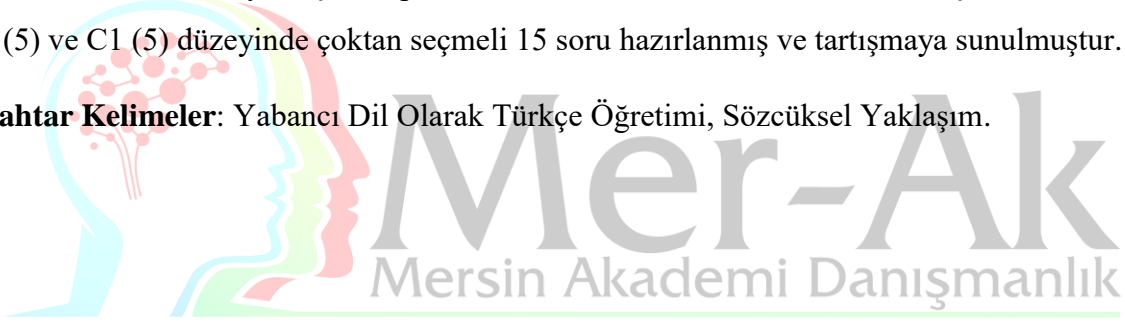 (5) ve C1 (5) düzeyinde çoktan seçmeli 15 soru hazırlanmış ve tartışmaya sunulmuştur.
ahtar Kelimeler: Yabancı Dil Olarak Türkçe Öğretimi, Sözcüksel Yaklaşım.
Mer-Ak
Mersin Akademi Danışmanlık